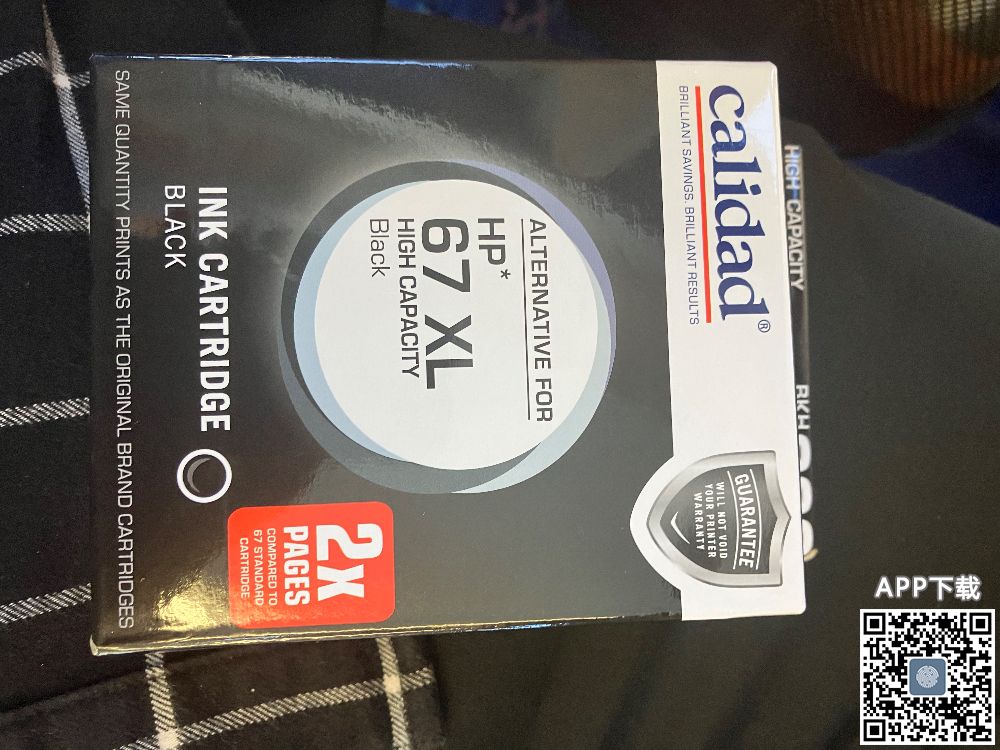 calidad®
BRILLIANT SAVINGS. BRILLIANT RESULTS
GUARANTEE
WILL NOT VOID
YOUR PRINTER
WARRANTY
ALTERNATIVE FOR
HP*
67 XL
HIGH CAPACITY
Black
2X
PAGES
COMPARED TO
67 STANDARD
CARTRIDGE
INK CARTRIDGE
BLACK
SAME QUANTITY PRINTS AS THE ORIGINAL BRAND CARTRIDGES
HIGH CAPACITY
APP下载